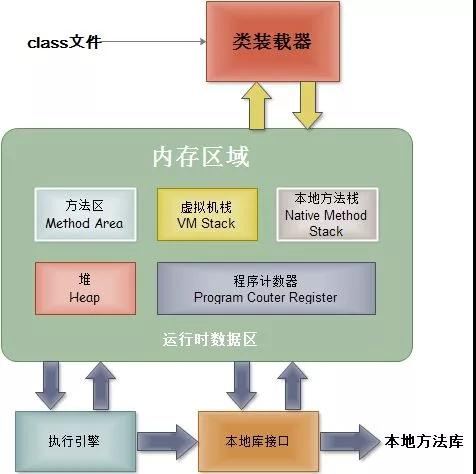 class文件
类装载器
内存区域
方法区
Method Area
虚拟机栈
VM Stack
本地方法栈
Native Method
Stack
堆
Heap
程序计数器
Program Couter Register
运行时数据区
执行引擎
本地库接口
本地方法库